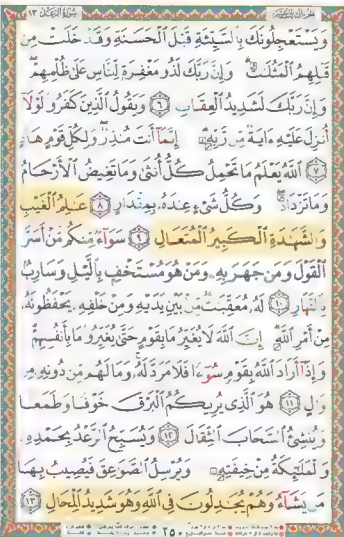 سورة الرعد ١٣
وَيَسْتَعْجِلُونَكَ بِالسَّيِّئَةِ قَبْلَ الْحَسَنَةِ وَقَدْ خَلَتْ مِن
قَبْلِهِمُ الْمَثُلَاتُ وَإِنَّ رَبَّكَ لَذُو مَغْفِرَةٍ لِّلنَّاسِ عَلَىٰ ظُلْمِهِمْ
وَإِنَّ رَبَّكَ لَشَدِيدُ الْعِقَابِ ٦ وَيَقُولُ الَّذِينَ كَفَرُوا لَوْلَا
أُنزِلَ عَلَيْهِ ءَايَةٌ مِّن رَّبِّهِ إِنَّمَا أَنتَ مُنذِرٌ وَلِكُلِّ قَوْمٍ هَادٍ
٧ اللَّهُ يَعْلَمُ مَا تَحْمِلُ كُلُّ أُنثَىٰ وَمَا تَغِيضُ الْأَرْحَامُ
وَمَا تَزْدَادُ وَكُلُّ شَيْءٍ عِندَهُ بِمِقْدَارٍ ٨ عَالِمُ الْغَيْبِ
وَالشَّهَادَةِ الْكَبِيرُ الْمُتَعَالِ ٩ سَوَاءٌ مِّنكُم مَّنْ أَسَرَّ
الْقَوْلَ وَمَن جَهَرَ بِهِ وَمَنْ هُوَ مُسْتَخْفٍ بِاللَّيْلِ وَسَارِبٌ
بِالنَّهَارِ ١٠ لَهُ مُعَقِّبَاتٌ مِّن بَيْنِ يَدَيْهِ وَمِنْ خَلْفِهِ يَحْفَظُونَهُ
مِنْ أَمْرِ اللَّهِ إِنَّ اللَّهَ لَا يُغَيِّرُ مَا بِقَوْمٍ حَتَّىٰ يُغَيِّرُوا مَا بِأَنفُسِهِمْ
وَإِذَا أَرَادَ اللَّهُ بِقَوْمٍ سُوءًا فَلَا مَرَدَّ لَهُ وَمَا لَهُم مِّن دُونِهِ مِن
وَالٍ ١١ هُوَ الَّذِي يُرِيكُمُ الْبَرْقَ خَوْفًا وَطَمَعًا
وَيُنشِئُ السَّحَابَ الثِّقَالَ ١٢ وَيُسَبِّحُ الرَّعْدُ بِحَمْدِهِ
وَالْمَلَائِكَةُ مِنْ خِيفَتِهِ وَيُرْسِلُ الصَّوَاعِقَ فَيُصِيبُ بِهَا
مَن يَشَاءُ وَهُمْ يُجَادِلُونَ فِي اللَّهِ وَهُوَ شَدِيدُ الْمِحَالِ ١٣
٢٥٠